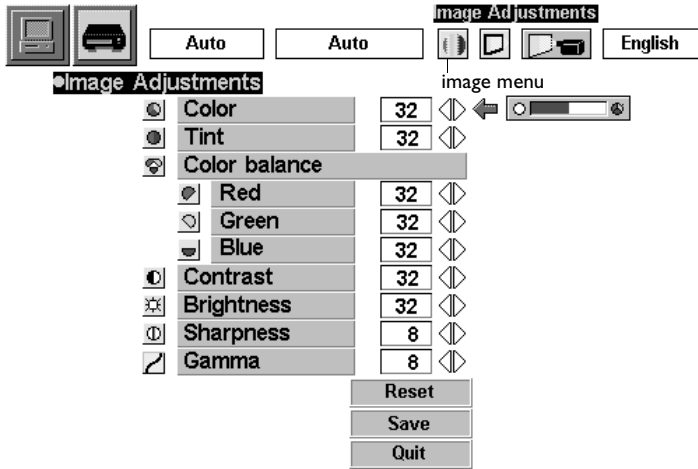 Image Adjustments
Auto Auto English
image menu
●Image Adjustments
Color 32
Tint 32
Color balance
Red 32
Green 32
Blue 32
Contrast 32
Brightness 32
Sharpness 8
Gamma 8
Reset
Save
Quit